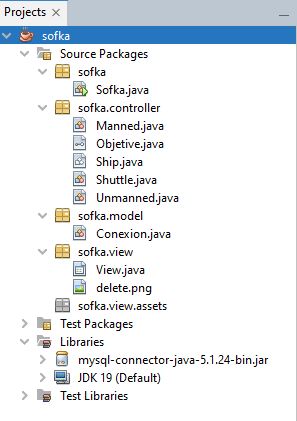 Projects
sofka
Source Packages
sofka
Sofka.java
sofka.controller
Manned.java
Objetive.java
Ship.java
Shuttle.java
Unmanned.java
sofka.model
Conexion.java
sofka.view
View.java
delete.png
sofka.view.assets
Test Packages
Libraries
mysql-connector-java-5.1.24-bin.jar
JDK 19 (Default)
Test Libraries